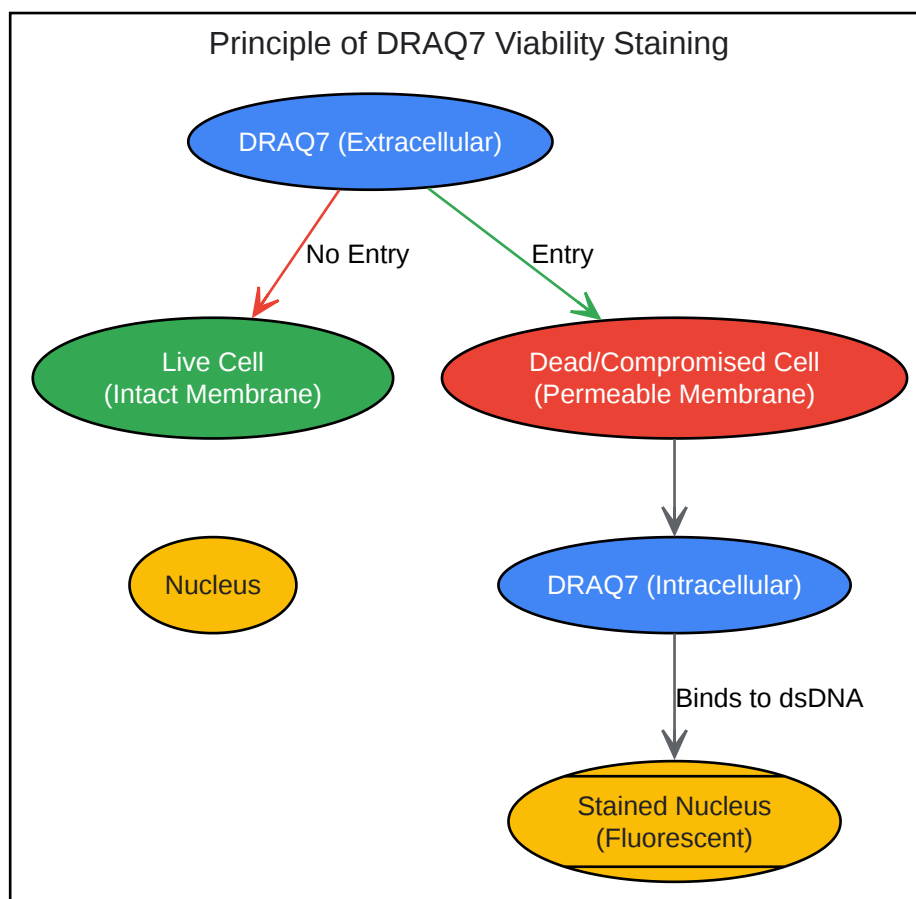 Principle of DRAQ7 Viability Staining
DRAQ7 (Extracellular)
No Entry
Entry
Live Cell
(Intact Membrane)
Dead/Compromised Cell
(Permeable Membrane)
Nucleus
DRAQ7 (Intracellular)
Binds to dsDNA
Stained Nucleus
(Fluorescent)